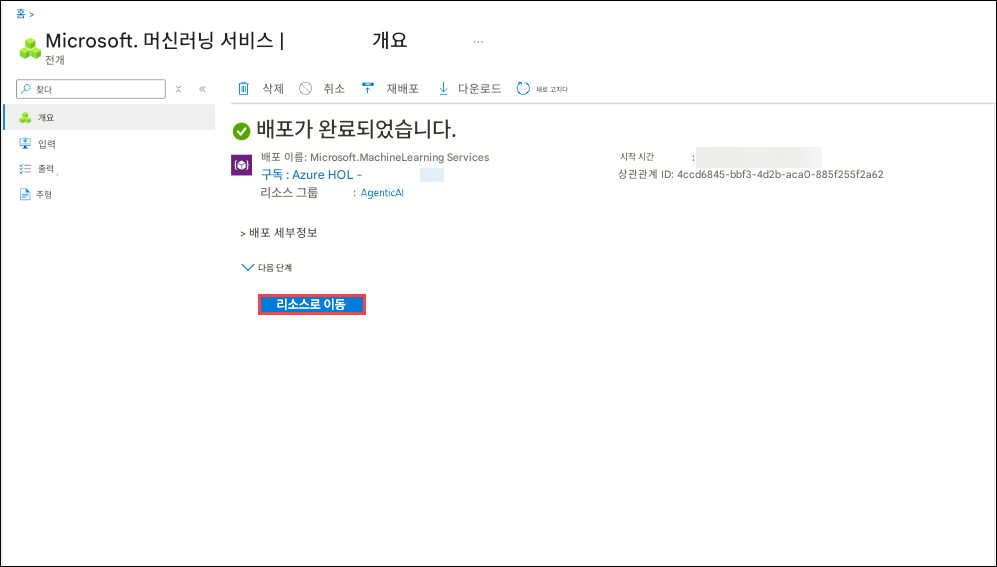 홈 >
Microsoft. 머신러닝 서비스 | 개요 ...
전개
찾다
삭제 취소 재배포 다운로드 새로 고치다
개요
입력
출력
주형
배포가 완료되었습니다.
배포 이름: Microsoft.MachineLearning Services
구독 : Azure HOL -
리소스 그룹 : AgenticAI
시작 시간 :
상관관계 ID: 4ccd6845-bbf3-4d2b-aca0-885f255f2a62
> 배포 세부정보
다음 단계
리소스로 이동